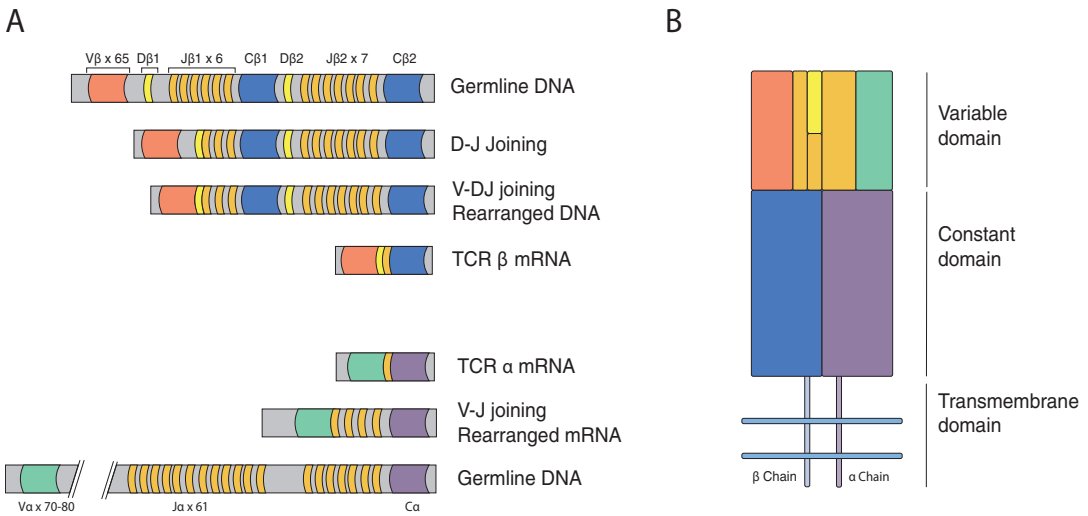 A
Vβ x 65 Dβ1 Jβ1 x 6 Cβ1 Dβ2 Jβ2 x 7 Cβ2
Germline DNA
D-J Joining
V-DJ joining
Rearranged DNA
TCR β mRNA
TCR α mRNA
V-J joining
Rearranged mRNA
Germline DNA
Vα x 70-80 Jα x 61 Cα
B
Variable
domain
Constant
domain
Transmembrane
domain
β Chain α Chain